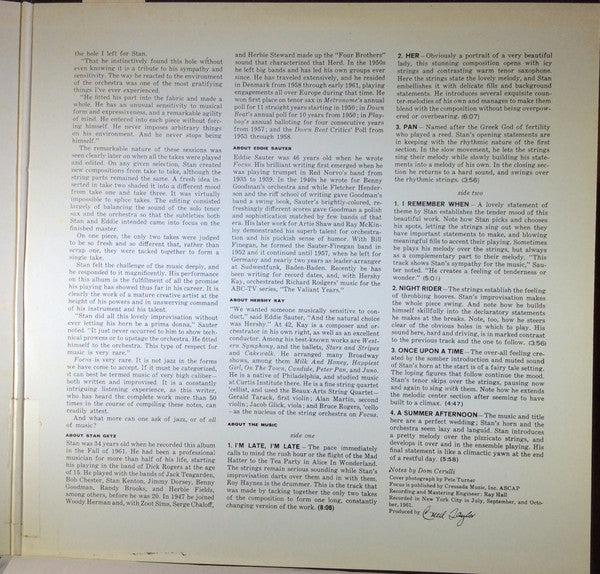 the hole I left for Stan.
"That he instinctively found this hole without
even knowing it is a tribute to his sympathy and
sensitivity. The way he reacted to the environment
of the orchestra was one of the most gratifying
things I've ever experienced.
"He fitted his part into the fabric and made a
whole. He has an unusual sensitivity to musical
form and expressiveness, and a remarkable agility
of mind. He entered into each piece without forc-
ing himself. He never imposes arbitrary things
on his environment. And he never stops being
himself."
The remarkable nature of these sessions was
seen clearly later on when all the takes were played
and edited. On any given selection, Stan created
new compositions from take to take, although the
string parts remained the same. A fresh idea in-
serted in take two shaded it into a different mood
from take one and take three. It was virtually
impossible to splice takes. The editing consisted
largely of balancing the sound of the solo tenor
sax and the orchestra so that the subtleties both
Stan and Eddie intended came into focus on the
finished master.
On one piece, the only two takes were judged
to be so fresh and so different that, rather than
scrap one, they were tacked together to form a
single take.
Stan felt the challenge of the music deeply, and
he responded to it magnificently. His performance
on this album is the fulfillment of all the promise
his playing has showed thus far in his career. It is
clearly the work of a mature creative artist at the
height of his powers and in unswerving command
of his instrument and his talent.
"Stan did all this lovely improvisation without
ever letting his horn be a prima donna," Sauter
noted. "It just never occurred to him to show tech-
nical prowess or to upstage the orchestra. He fitted
himself to the orchestra. This type of respect for
music is very rare."
Focus is very rare. It is not jazz in the forms
we have come to accept. If it must be categorized,
it can best be termed music of very high caliber—
both written and improvised. It is a constantly
intriguing listening experience, as this writer,
who has heard the complete work more than 50
times in the course of compiling these notes, can
readily attest.
And what more can one ask of jazz, or of all
of music?
ABOUT STAN GETZ
Stan was 34 years old when he recorded this album
in the Fall of 1961. He had been a professional
musician for more than half of his life, starting
his playing in the band of Dick Rogers at the age
of 15. He played with the bands of Jack Teagarden,
Bob Chester, Stan Kenton, Jimmy Dorsey, Benny
Goodman, Randy Brooks, and Herbie Fields,
among others, before he was 20. In 1947 he joined
Woody Herman and, with Zoot Sims, Serge Chaloff,
and Herbie Steward made up the "Four Brothers"
sound that characterized that Herd. In the 1950s
he left big bands and has led his own groups ever
since. He has traveled extensively, and he resided
in Denmark from 1958 through early 1961, playing
engagements all over Europe during that time. He
won first place on tenor sax in Metronome's annual
poll for 11 straight years starting in 1950; in Down
Beat's annual poll for 10 years from 1950; in Play-
boy's annual balloting for four consecutive years
from 1957; and the Down Beat Critics' Poll from
1953 through 1958.
ABOUT EDDIE SAUTER
Eddie Sauter was 46 years old when he wrote
Focus. His brilliant writing first emerged when he
was playing trumpet in Red Norvo's band from
1935 to 1939. In the 1940s he wrote for Benny
Goodman's orchestra and while Fletcher Hender-
son and the riff school of writing gave Goodman's
band a swing book, Sauter's brightly-colored, re-
freshingly different scores gave Goodman a polish
and sophistication matched by few bands of that
era. His later work for Artie Shaw and Ray McKin-
ley demonstrated his superb talent for orchestra-
tion and his puckish sense of humor. With Bill
Finegan, he formed the Sauter-Finegan band in
1952 and it continued until 1957, when he left for
Germany and nearly two years as leader-arranger
at Sudwestfunk, Baden-Baden. Recently he has
been writing for record dates, and, with Hershy
Kay, orchestrated Richard Rodgers' music for the
ABC-TV series, "The Valiant Years."
ABOUT HERSHY KAY
"We wanted someone musically sensitive to con-
duct," said Eddie Sauter, "And the natural choice
was Hershy." At 42, Kay is a composer and or-
chestrator in his own right, as well as an excellent
conductor. Among his best-known works are West-
ern Symphony, and the ballets, Stars and Stripes
and Cakewalk. He arranged many Broadway
shows, among them Milk And Honey, Happiest
Girl, On The Town, Candide, Peter Pan, and Juno.
He is a native of Philadelphia, and studied music
at Curtis Institute there. He is a fine string quartet
'cellist, and used the Beaux-Arts String Quartet—
Gerald Tarack, first violin; Alan Martin, second
violin; Jacob Glick, viola; and Bruce Rogers, 'cello
—as the nucleus of the string orchestra on Focus.
ABOUT THE MUSIC
side one
1. I'M LATE, I'M LATE—The pace immediately
calls to mind the rush hour or the flight of the Mad
Hatter to the Tea Party in Alice In Wonderland.
The strings remain serious sounding while Stan's
improvisation darts over them and in with them.
Roy Haynes is the drummer. This is the track that
was made by tacking together the only two takes
of the composition to form one long, constantly
changing version of the work. (8:08)
2. HER—Obviously a portrait of a very beautiful
lady, this stunning composition opens with icy
strings and contrasting warm tenor saxophone.
Here the strings state the lovely melody, and Stan
embellishes it with delicate fills and background
statements. He introduces several exquisite coun-
ter-melodies of his own and manages to make them
blend with the composition without being overpow-
ered or overbearing. (6:07)
3. PAN — Named after the Greek God of fertility
who played a reed. Stan's opening statements are
in keeping with the rhythmic nature of the first
section. In the slow movement, he lets the strings
sing their melody while slowly building his state-
ments into a melody of his own. In the closing sec-
tion he returns to a hard sound, and swings over
the rhythmic strings. (3:56)
side two
1. I REMEMBER WHEN — A lovely statement of
theme by Stan establishes the tender mood of this
beautiful work. Note how Stan picks and chooses
his spots, letting the strings sing out when they
have important statements to make, and blowing
meaningful fills to accent their playing. Sometimes
he plays his melody over the strings, but always
as a complementary part to their melody. "This
track shows Stan's sympathy for the music," Sau-
ter noted. "He creates a feeling of tenderness or
wonder." (5:01)
2. NIGHT RIDER—The strings establish the feeling
of throbbing hooves. Stan's improvisation makes
the whole piece swing. And note how he builds
himself skillfully into the declaratory statements
he makes at the breaks. Note, too, how he steers
clear of the obvious holes in which to play. His
sound here, hard and driving, is in marked contrast
to the previous track and the one to follow. (3:56)
3. ONCE UPON A TIME — The over-all feeling cre-
ated by the somber introduction and muted sound
of Stan's horn at the start is of a fairy tale setting.
The loping figures that follow continue the mood.
Stan's tenor skips over the strings, pausing now
and again to sing with them. Note how he extends
the melodic center section after seeming to have
built to a climax. (4:47)
4. A SUMMER AFTERNOON—The music and title
here are a perfect wedding; Stan's horn and the
orchestra seem lazy and languid. Stan introduces
a pretty melody over the pizzicato strings, and
develops it over and in the ensemble playing. His
final statement is like a climactic yawn at the end
of a restful day. (5:58)
Notes by Dom Cerulli
Cover photograph by Pete Turner
Focus is published by Cressada Music, Inc. ASCAP
Recording and Mastering Engineer: Ray Hall
Recorded in New York City in July, September, and Octo-
ber, 1961.
Produced by Creed Taylor